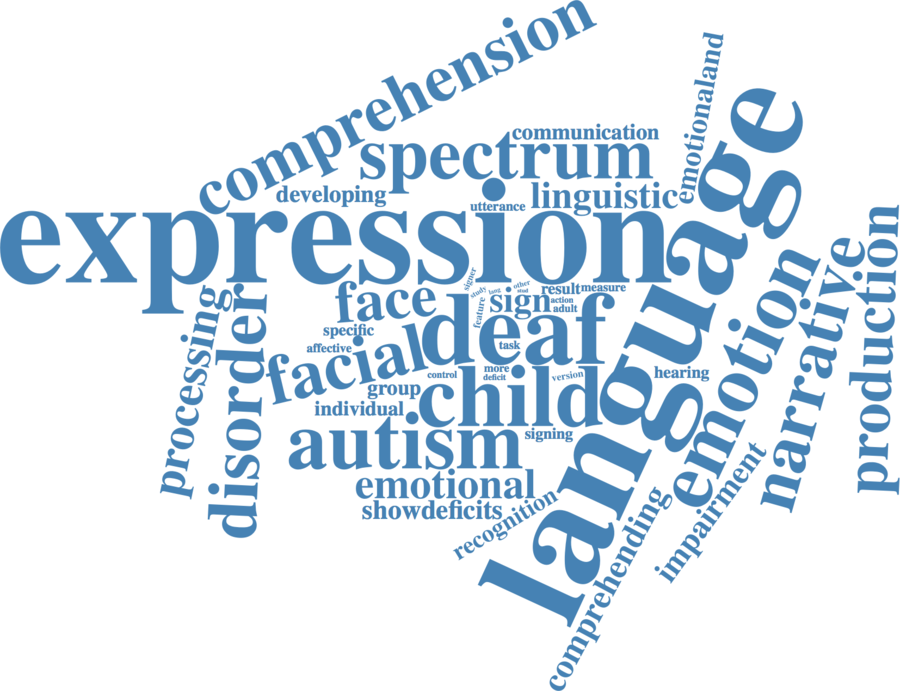 comprehension
emotionaland
communication
spectrum
language
developing
linguistic
utterance
expression
signer
study
long
other
stud
result
measure
face
feature
sign
action
adult
specific
deaf
emotion
narrative
production
processing
disorder
affective
facial
task
more
deficit
control
version
hearing
group
child
individual
autism
signing
emotional
showdeficits
recognition
comprehending
impairment